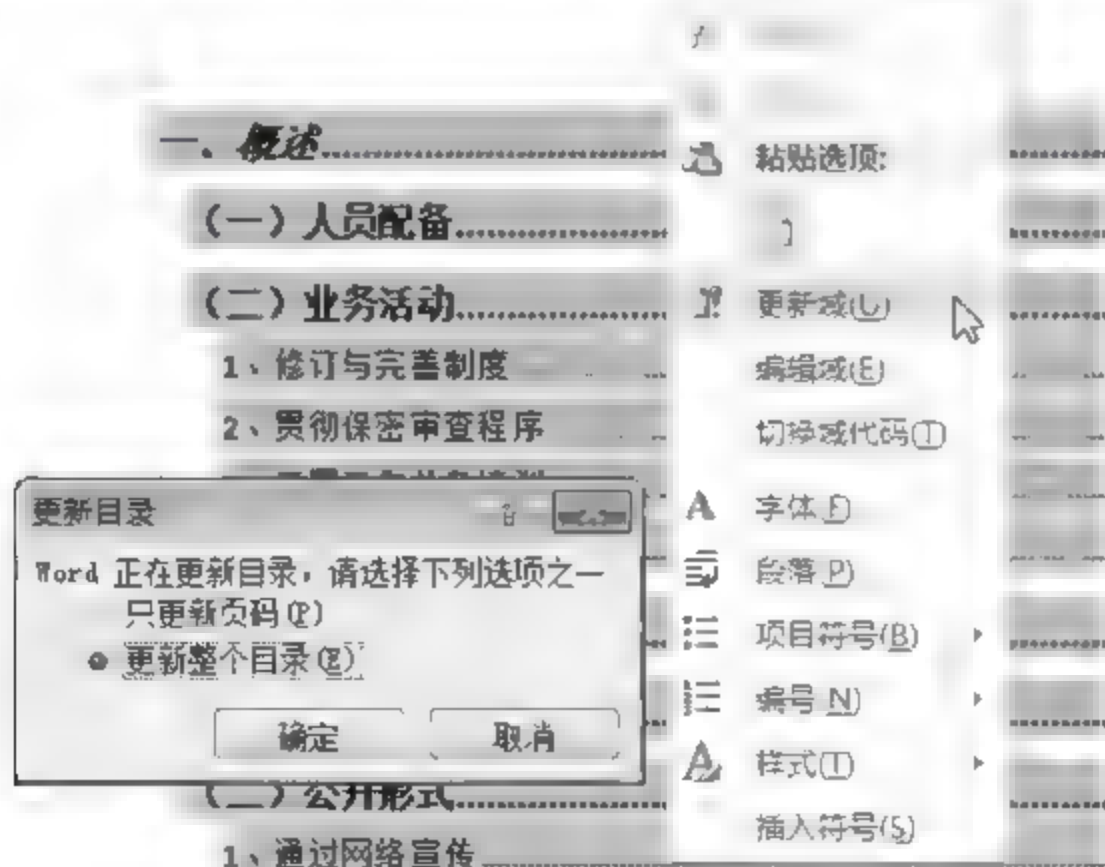 一、概述
（一）人员配备
（二）业务活动
1、修订与完善制度
2、贯彻保密审查程序
更新目录
Word 正在更新目录，请选择下列选项之一
只更新页码(P)
更新整个目录(E)
确定
取消
（二）公开形式
1、通过网络宣传
粘贴选项:
更新域(U)
编辑域(E)
切换域代码(T)
字体(F)
段落(P)
项目符号(B)
编号(N)
样式(T)
插入符号(S)